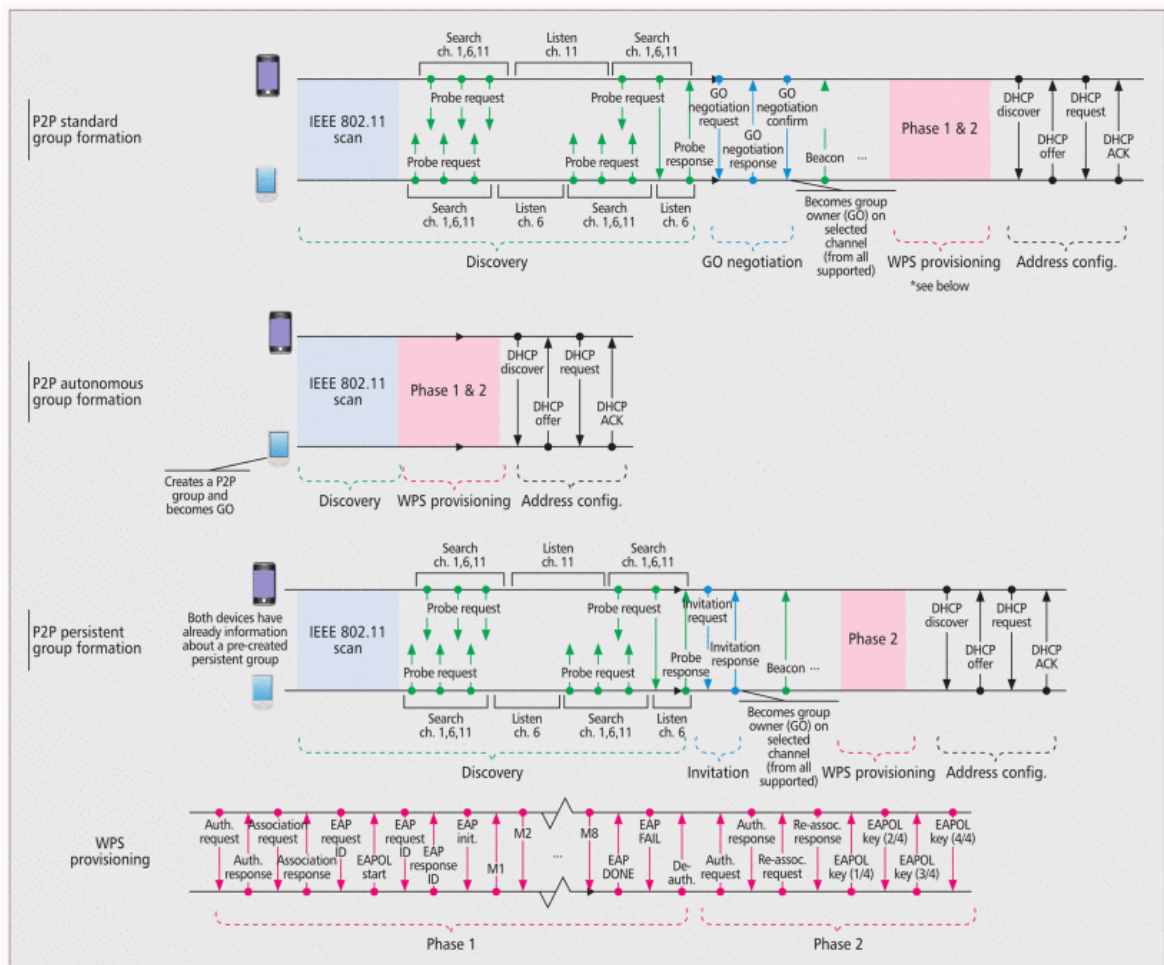 P2P standard
group formation
Search
ch. 1,6,11
Listen
ch. 11
Search
ch. 1,6,11
IEEE 802.11
scan
Probe request
Probe request
Probe request
Probe request
Probe
response
GO
negotiation
request
GO
negotiation
response
GO
negotiation
confirm
Beacon ...
Phase 1 & 2
DHCP
discover
DHCP
offer
DHCP
request
DHCP
ACK
Search
ch. 1,6,11
Listen
ch. 6
Search
ch. 1,6,11
Listen
ch. 6
Becomes group
owner (GO) on
selected
channel
(from all
supported)
Discovery
GO negotiation
WPS provisioning
*see below
Address config.
P2P autonomous
group formation
IEEE 802.11
scan
Phase 1 & 2
DHCP
discover
DHCP
offer
DHCP
request
DHCP
ACK
Creates a P2P
group and
becomes GO
Discovery
WPS provisioning
Address config.
P2P persistent
group formation
Both devices have
already information
about a pre-created
persistent group
Search
ch. 1,6,11
Listen
ch.11
Search
ch. 1,6,11
IEEE 802.11
scan
Probe request
Probe request
Probe request
Probe request
Probe
response
Invitation
request
Invitation
response
Beacon ...
Phase 2
DHCP
discover
DHCP
offer
DHCP
request
DHCP
ACK
Search
ch. 1,6,11
Listen
ch. 6
Search
ch. 1,6,11
Listen
ch. 6
Becomes group
owner (GO) on
selected
channel
(from all
supported)
Discovery
Invitation
WPS provisioning
Address config.
WPS
provisioning
Auth.
request
Auth.
response
Association
request
Association
response
EAP
request
ID
EAPOL
start
EAP
request
ID
EAP
response
ID
EAP
init.
M1
M2
...
M8
EAP
DONE
EAP
FAIL
De-
auth.
Auth.
request
Auth.
response
Re-assoc.
request
Re-assoc.
response
EAPOL
key (1/4)
EAPOL
key (2/4)
EAPOL
key (3/4)
EAPOL
key (4/4)
Phase 1
Phase 2